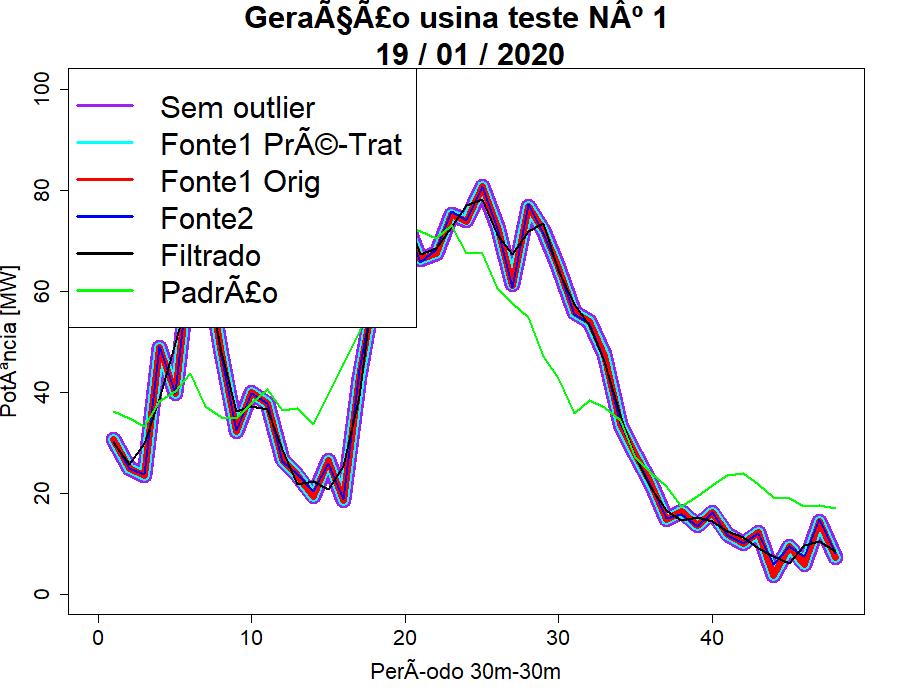 GeraÃ§Ã£o usina teste NÂº 1
19 / 01 / 2020
100
80
60
40
20
0
PotÃªncia [MW]
Sem outlier
Fonte1 PrÃ©-Trat
Fonte1 Orig
Fonte2
Filtrado
PadrÃ£o
0 10 20 30 40
PerÃ-odo 30m-30m